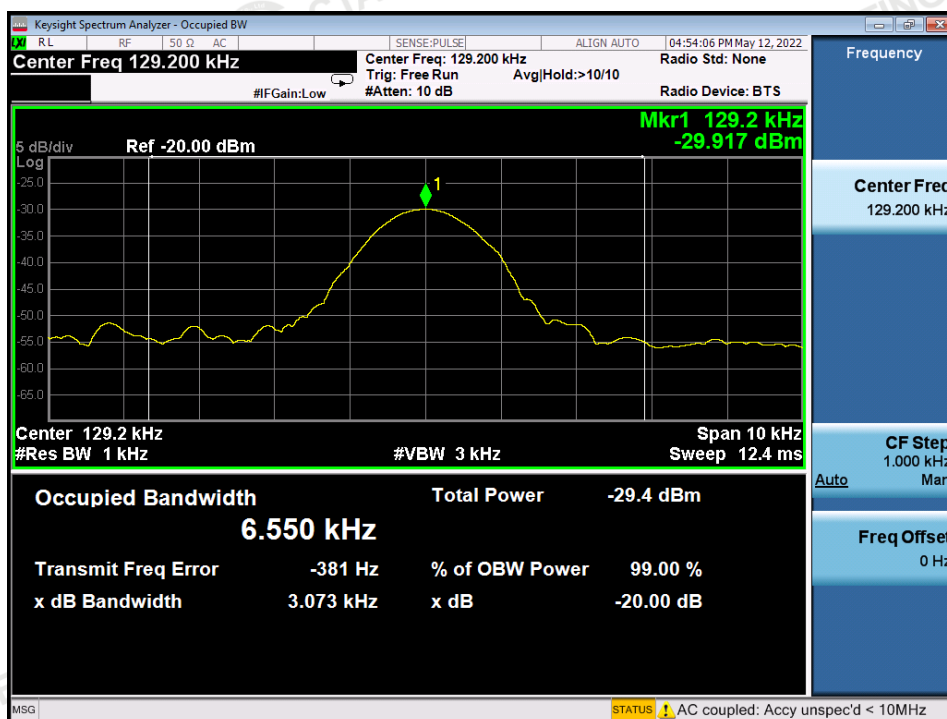 Keysight Spectrum Analyzer - Occupied BW
LXI RL RF 50 Ω AC SENSE:PULSE ALIGN AUTO 04:54:06 PM May 12, 2022
Center Freq 129.200 kHz
Center Freq: 129.200 kHz Radio Std: None
Trig: Free Run Avg|Hold:>10/10
#IFGain:Low #Atten: 10 dB Radio Device: BTS
Mkr1 129.2 kHz
-29.917 dBm
5 dB/div Ref -20.00 dBm
Log
1
-25.0
-30.0
-35.0
-40.0
-45.0
-50.0
-55.0
-60.0
-65.0
Center 129.2 kHz Span 10 kHz
#Res BW 1 kHz #VBW 3 kHz Sweep 12.4 ms
Occupied Bandwidth Total Power -29.4 dBm
6.550 kHz
Transmit Freq Error -381 Hz % of OBW Power 99.00 %
x dB Bandwidth 3.073 kHz x dB -20.00 dB
Frequency
Center Freq
129.200 kHz
CF Step
1.000 kHz
Auto Man
Freq Offset
0 Hz
MSG STATUS AC coupled: Accy unspec'd < 10MHz